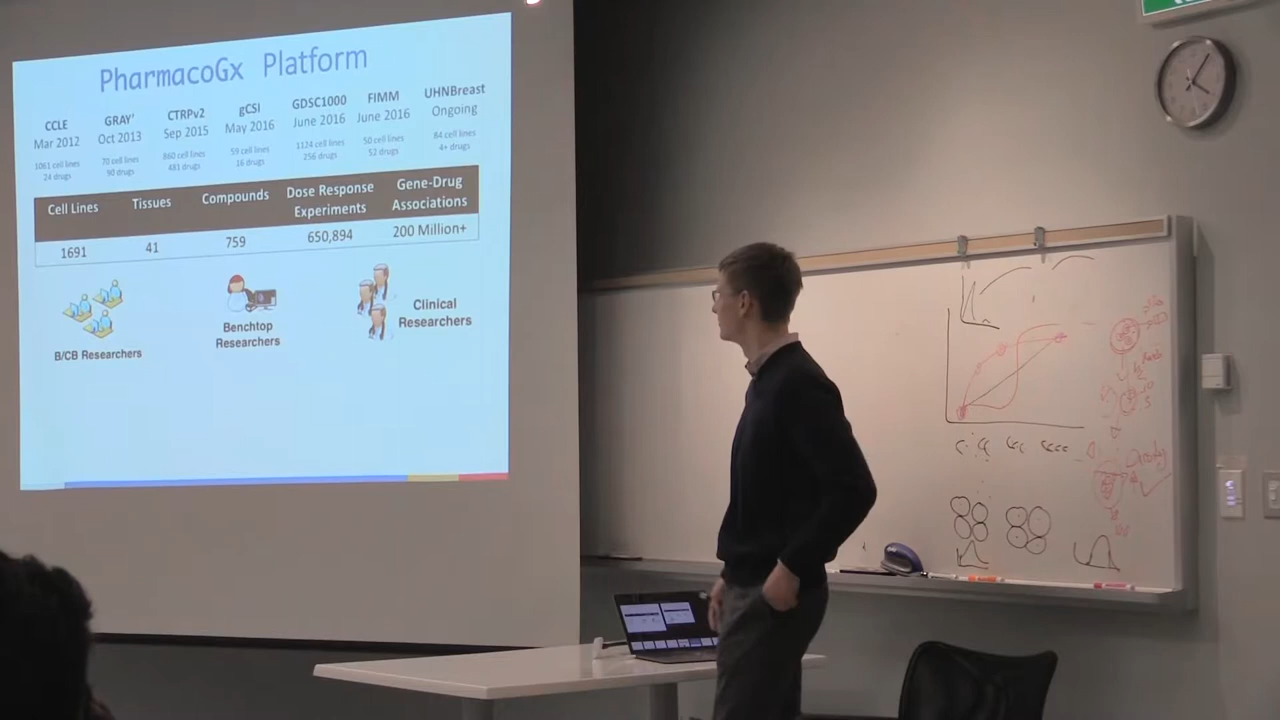 PharmacoGx Platform
CCLE
Mar 2012
1061 cell lines
24 drugs
GRAY'
Oct 2013
70 cell lines
90 drugs
CTRPv2
Sep 2015
860 cell lines
481 drugs
gCSI
May 2016
59 cell lines
16 drugs
GDSC1000
June 2016
1124 cell lines
256 drugs
FIMM
June 2016
50 cell lines
52 drugs
UHNBreast
Ongoing
84 cell lines
4+ drugs
Cell Lines
Tissues
Compounds
Dose Response
Experiments
Gene-Drug
Associations
1691
41
759
650,894
200 Million+
B/CB Researchers
Benchtop
Researchers
Clinical
Researchers